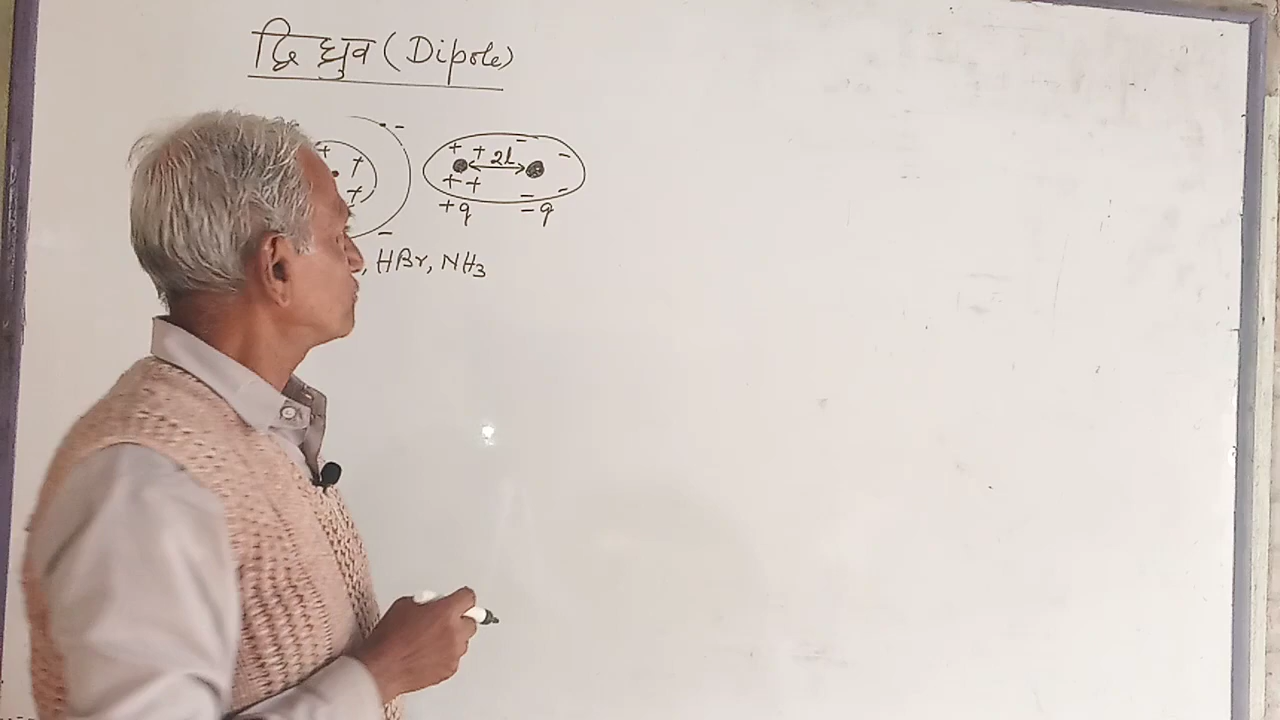 द्वि ध्रुव (Dipole)
+ + + - -
+ + 2l - - -
+ + - -
+q -q
, HBr, NH₃